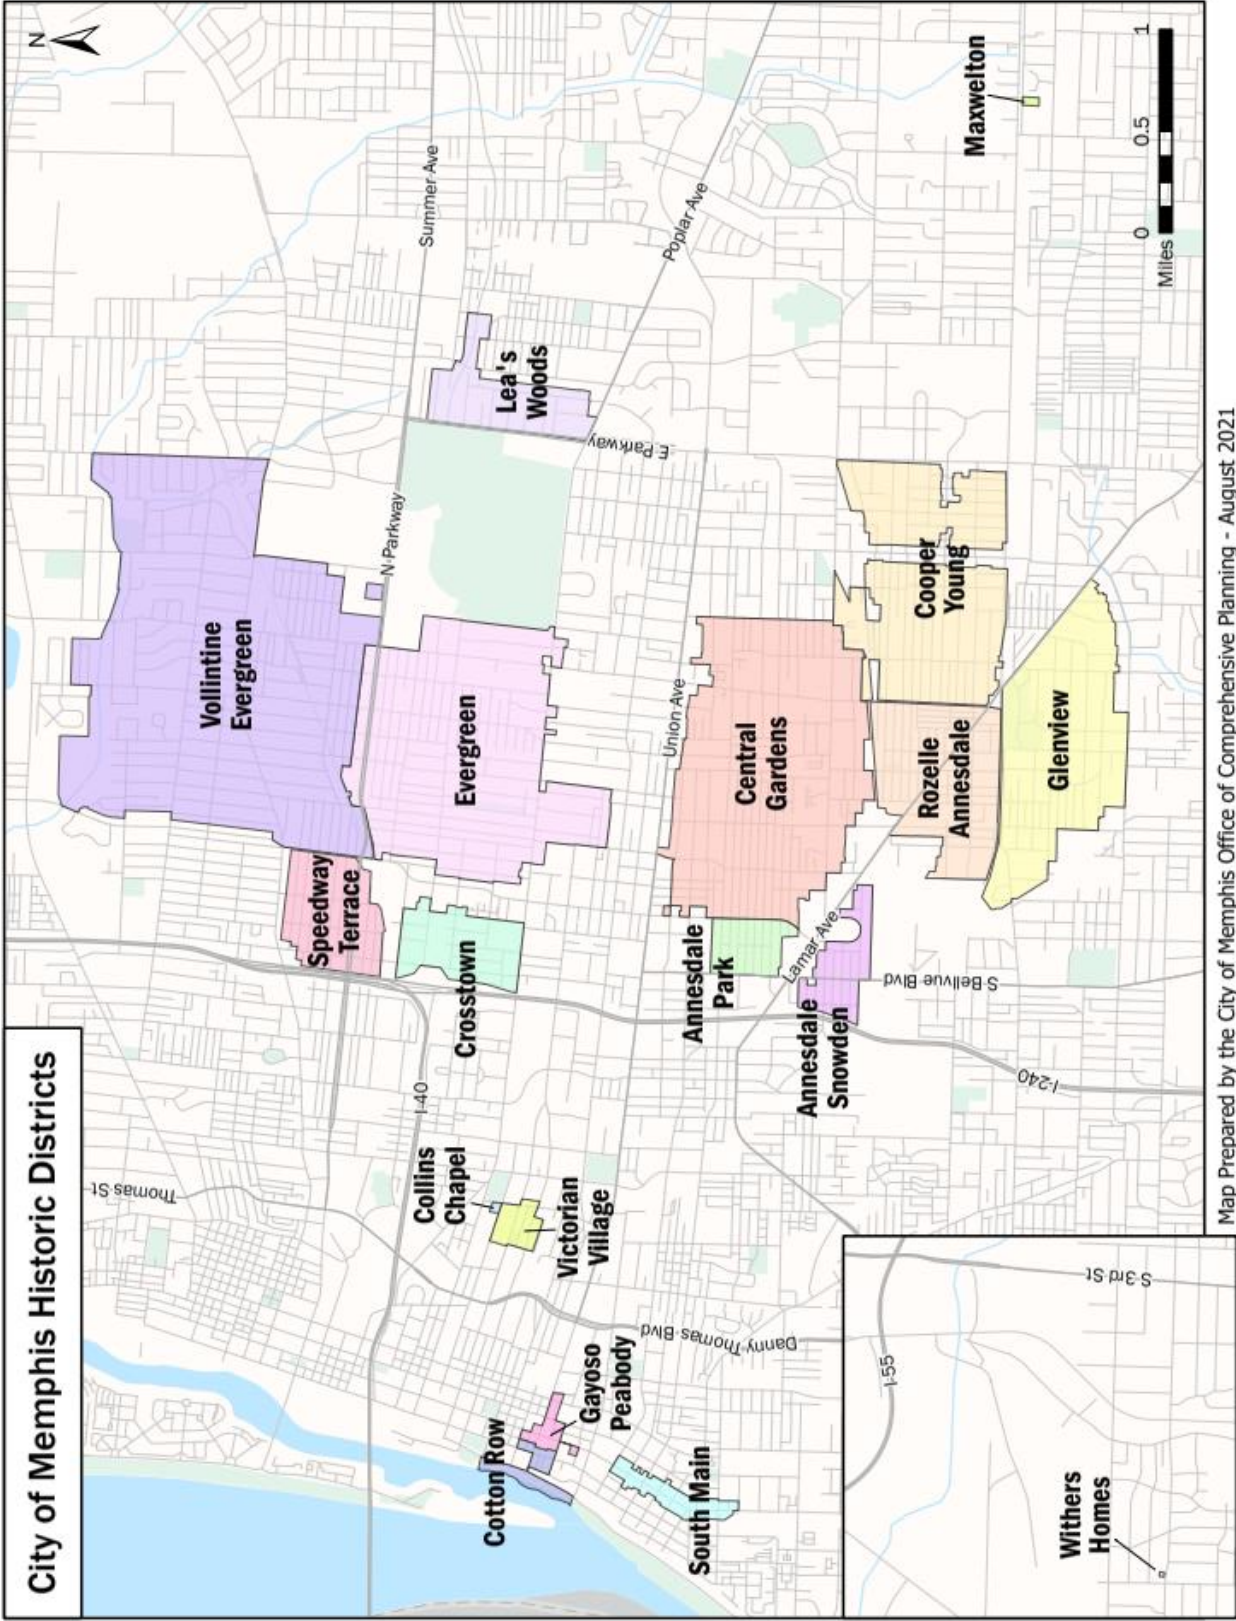 City of Memphis Historic Districts
N
Thomas St
Vollintine
Evergreen
Summer Ave
N Parkway
Speedway
Terrace
I-40
Crosstown
Evergreen
Lea's
Woods
Poplar Ave
E Parkway
Collins
Chapel
Victorian
Village
Union Ave
Cotton Row
Gayoso
Peabody
Danny Thomas Blvd
South Main
Annesdale
Park
Central
Gardens
Lamar Ave
Annesdale
Snowden
S Bellvue Blvd
I-240
Rozelle
Annesdale
Cooper
Young
Glenview
Maxwelton
I-55
S 3rd St
Withers
Homes
Miles
0 0.5 1
Map Prepared by the City of Memphis Office of Comprehensive Planning - August 2021